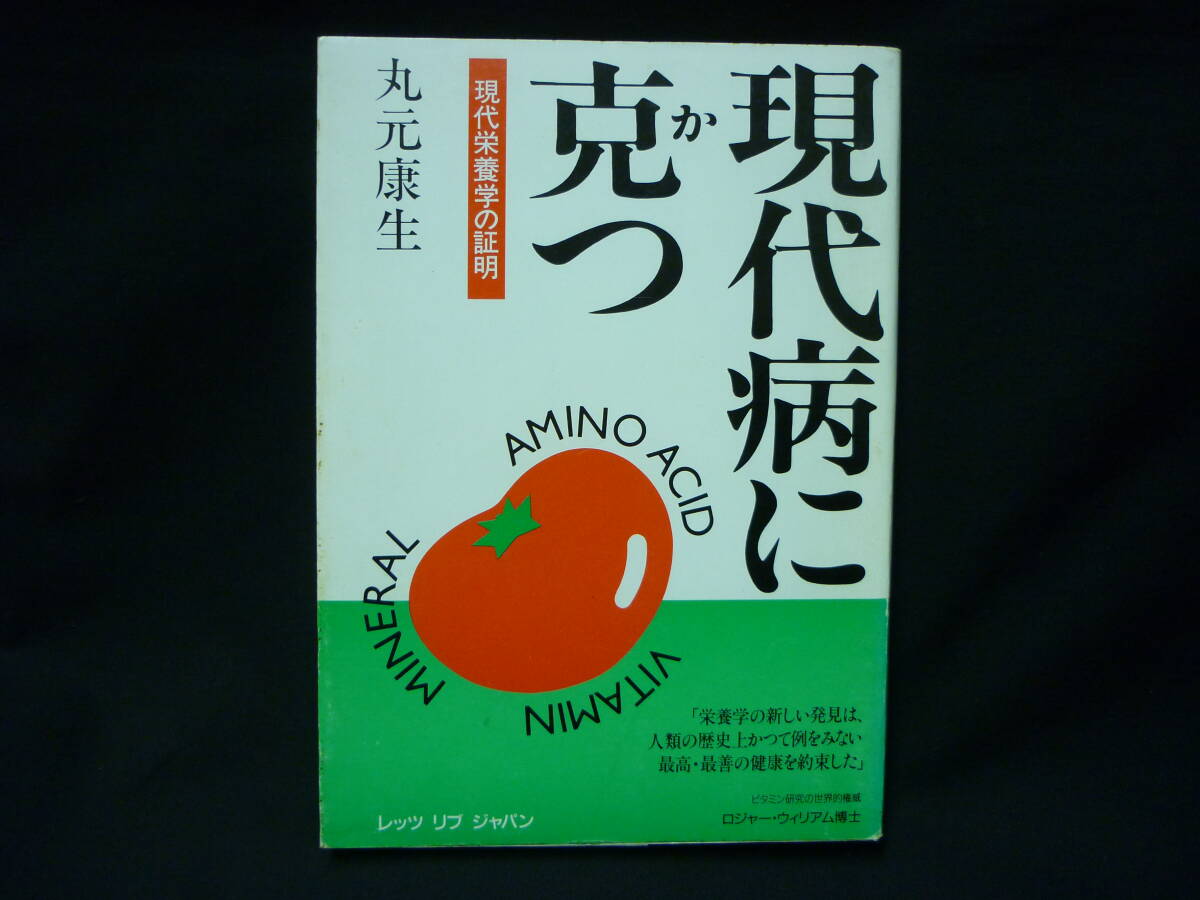 現代病に
克つ
か
現代栄養学の証明
丸元康生
AMINO ACID
MINERAL
VITAMIN
「栄養学の新しい発見は、
人類の歴史上かつて例をみない
最高・最善の健康を約束した」
ビタミン研究の世界的権威
ロジャー・ウィリアム博士
レッツ リブ ジャパン